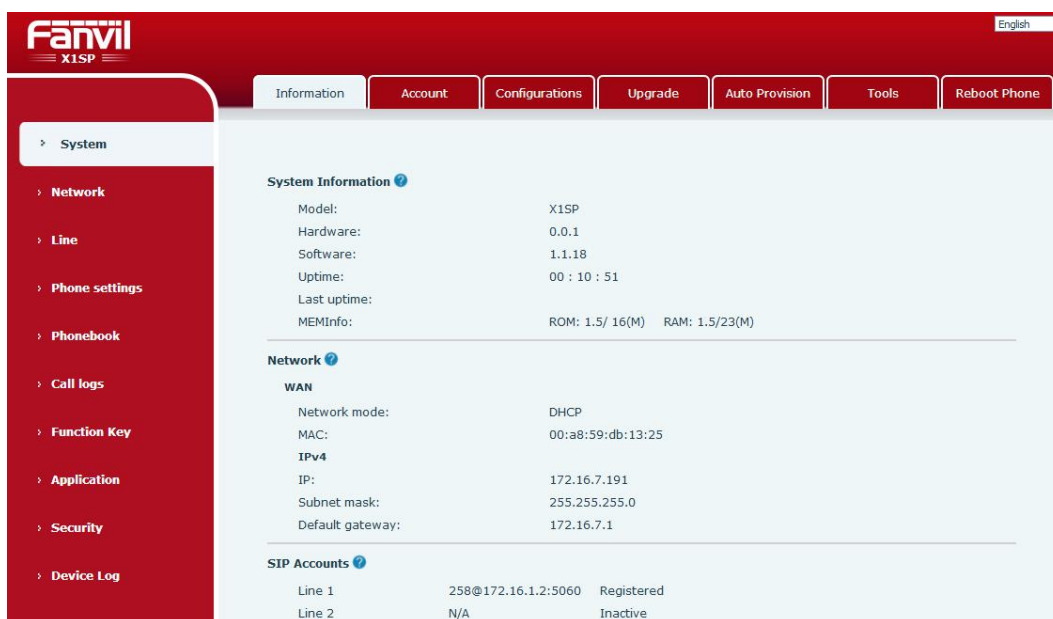 Fanvil
X1SP
English
Information Account Configurations Upgrade Auto Provision Tools Reboot Phone
› System
› Network
› Line
› Phone settings
› Phonebook
› Call logs
› Function Key
› Application
› Security
› Device Log
System Information ?
Model: X1SP
Hardware: 0.0.1
Software: 1.1.18
Uptime: 00 : 10 : 51
Last uptime:
MEMInfo: ROM: 1.5/ 16(M) RAM: 1.5/23(M)
Network ?
WAN
Network mode: DHCP
MAC: 00:a8:59:db:13:25
IPv4
IP: 172.16.7.191
Subnet mask: 255.255.255.0
Default gateway: 172.16.7.1
SIP Accounts ?
Line 1 258@172.16.1.2:5060 Registered
Line 2 N/A Inactive